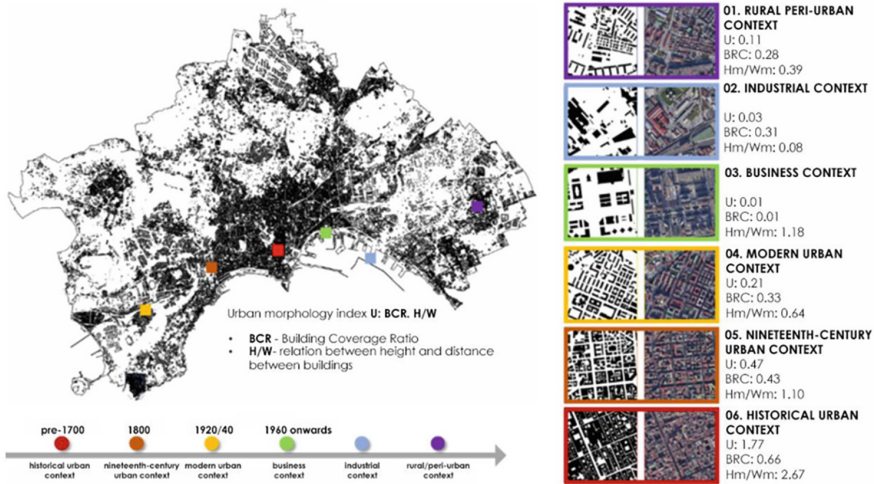 Urban morphology index U: BCR. H/W
• BCR - Building Coverage Ratio
• H/W- relation between height and distance
between buildings
pre-1700
1800
1920/40
1960 onwards
historical urban
context
nineteenth-century
urban context
modern urban
context
business
context
industrial
context
rural/peri-urban
context
01. RURAL PERI-URBAN
CONTEXT
U: 0.11
BRC: 0.28
Hm/Wm: 0.39
02. INDUSTRIAL CONTEXT
U: 0.03
BRC: 0.31
Hm/Wm: 0.08
03. BUSINESS CONTEXT
U: 0.01
BRC: 0.01
Hm/Wm: 1.18
04. MODERN URBAN
CONTEXT
U: 0.21
BRC: 0.33
Hm/Wm: 0.64
05. NINETEENTH-CENTURY
URBAN CONTEXT
U: 0.47
BRC: 0.43
Hm/Wm: 1.10
06. HISTORICAL URBAN
CONTEXT
U: 1.77
BRC: 0.66
Hm/Wm: 2.67